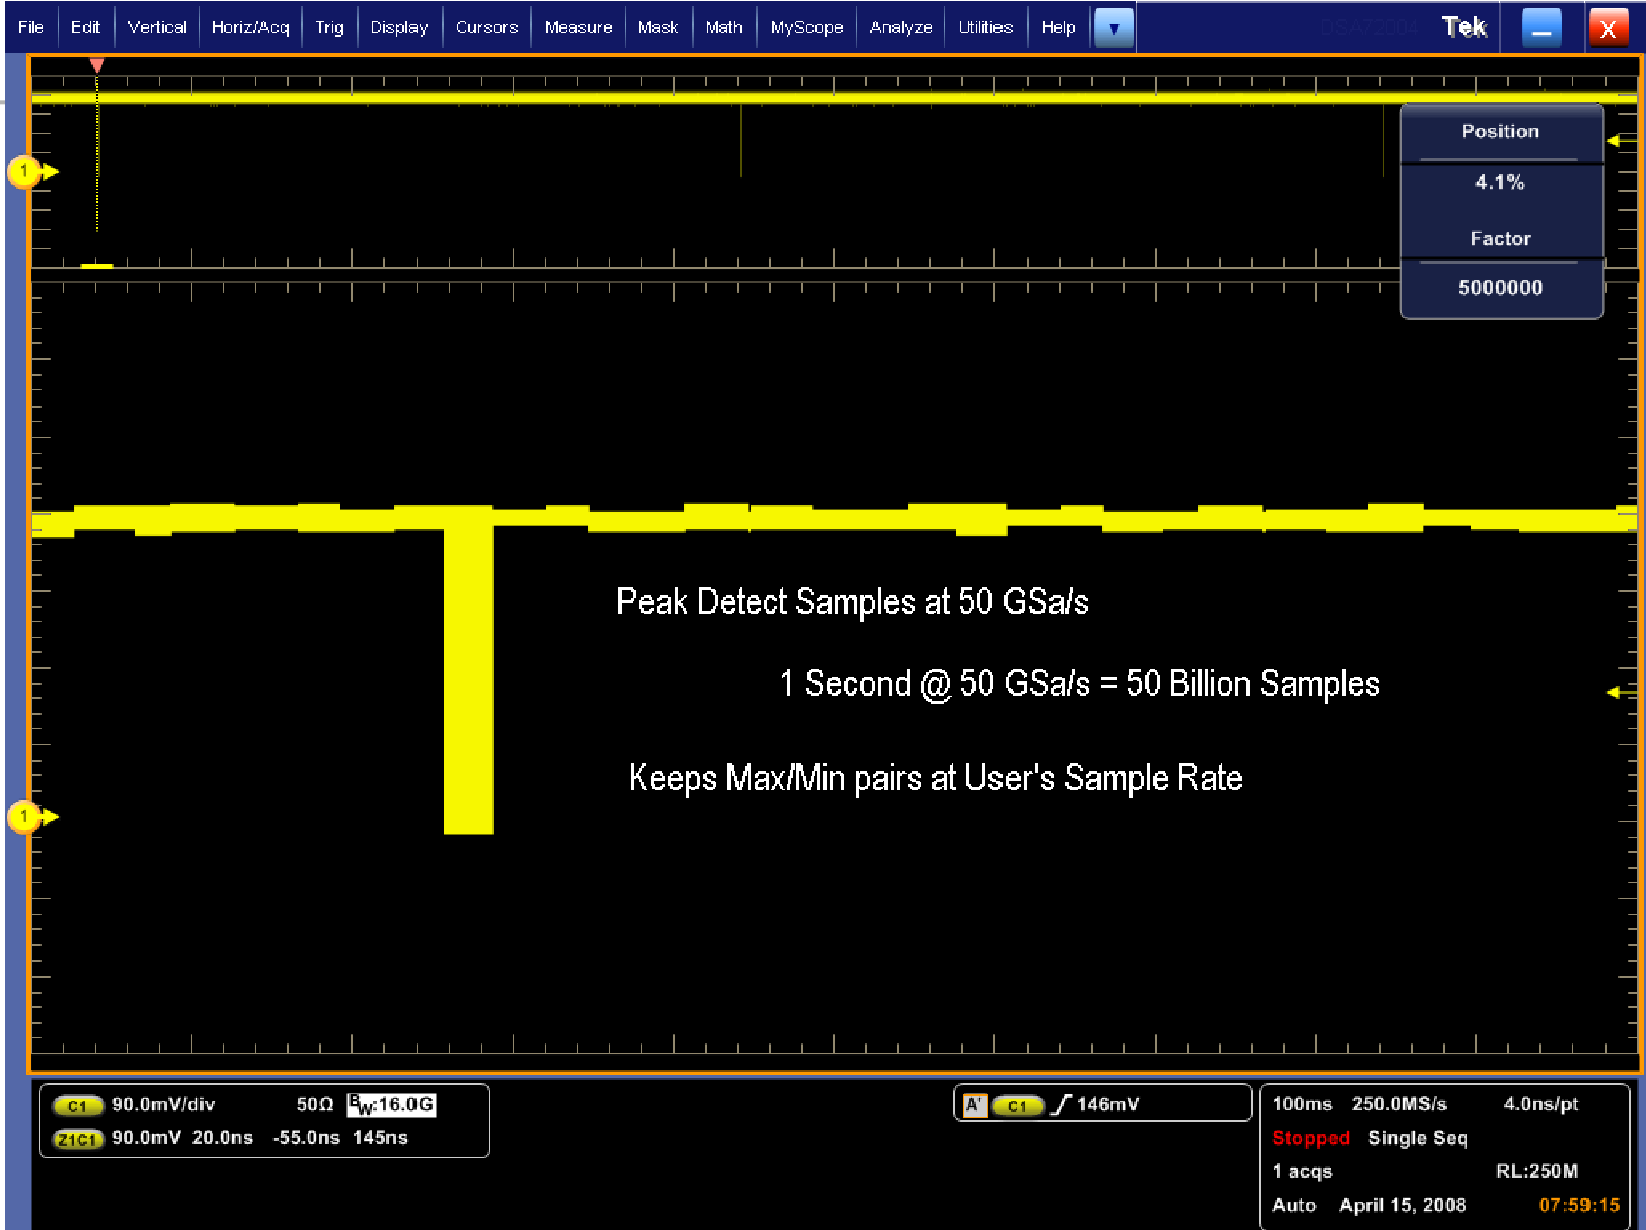 File Edit Vertical Horiz/Acq Trig Display Cursors Measure Mask Math MyScope Analyze Utilities Help DSA72004 Tek X
Position
4.1%
Factor
5000000
1
Peak Detect Samples at 50 GSa/s
1 Second @ 50 GSa/s = 50 Billion Samples
Keeps Max/Min pairs at User's Sample Rate
1
C1 90.0mV/div 50Ω BW:16.0G
Z1C1 90.0mV 20.0ns -55.0ns 145ns
A' C1 146mV
100ms 250.0MS/s 4.0ns/pt
Stopped Single Seq
1 acqs RL:250M
Auto April 15, 2008 07:59:15